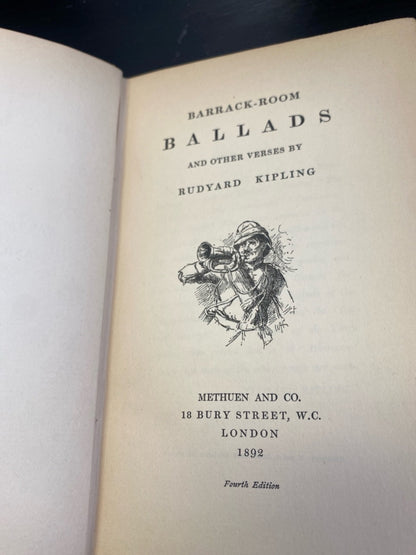 BARRACK-ROOM
BALLADS
AND OTHER VERSES BY
RUDYARD KIPLING
METHUEN AND CO.
18 BURY STREET, W.C.
LONDON
1892
Fourth Edition